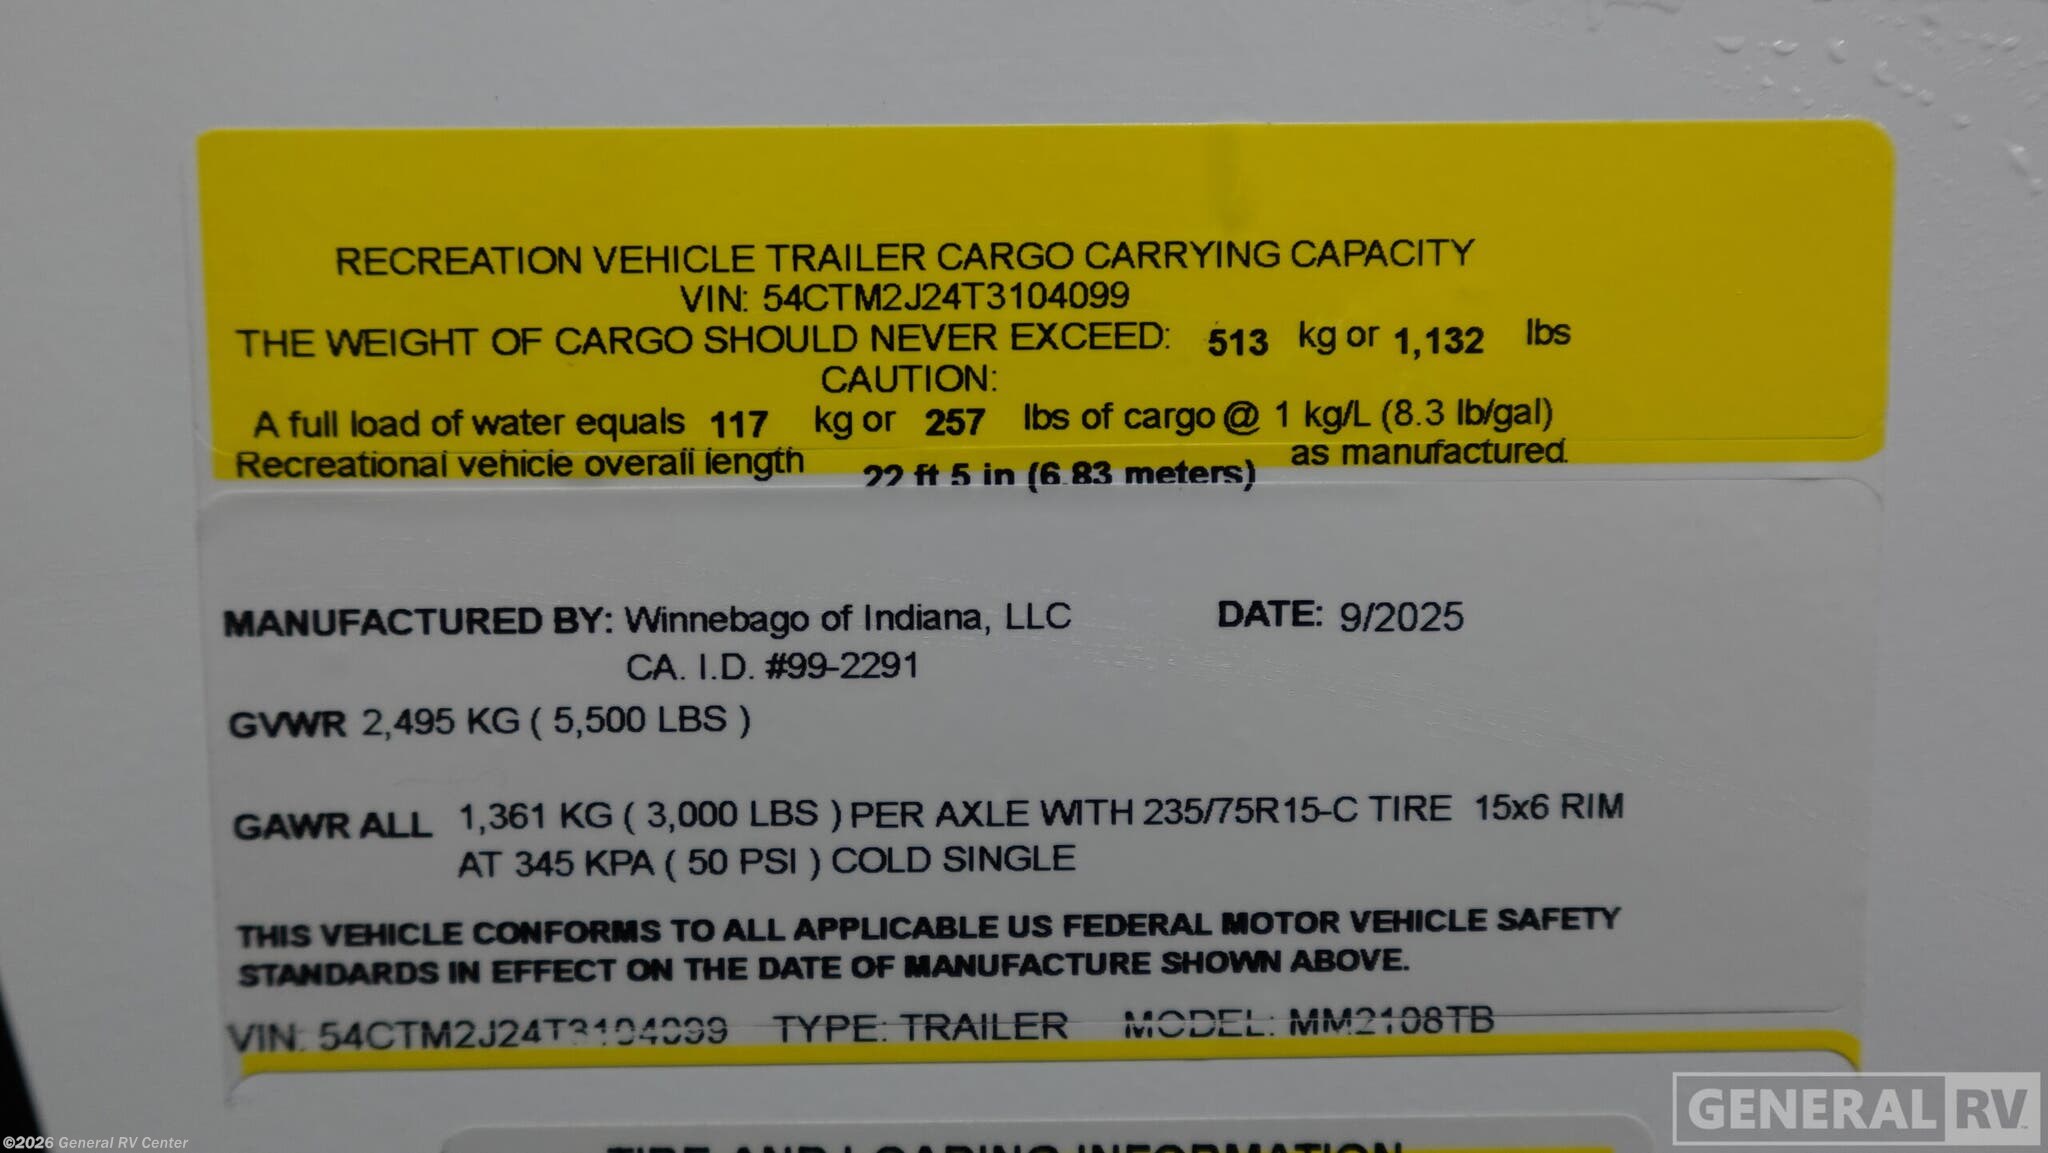 RECREATION VEHICLE TRAILER CARGO CARRYING CAPACITY
VIN: 54CTM2J24T3104099
THE WEIGHT OF CARGO SHOULD NEVER EXCEED: 513 kg or 1,132 lbs
CAUTION:
A full load of water equals 117 kg or 257 lbs of cargo @ 1 kg/L (8.3 lb/gal)
Recreational vehicle overall length 22 ft 5 in (6.83 meters) as manufactured.
MANUFACTURED BY: Winnebago of Indiana, LLC DATE: 9/2025
CA. I.D. #99-2291
GVWR 2,495 KG ( 5,500 LBS )
GAWR ALL 1,361 KG ( 3,000 LBS ) PER AXLE WITH 235/75R15-C TIRE 15x6 RIM
AT 345 KPA ( 50 PSI ) COLD SINGLE
THIS VEHICLE CONFORMS TO ALL APPLICABLE US FEDERAL MOTOR VEHICLE SAFETY
STANDARDS IN EFFECT ON THE DATE OF MANUFACTURE SHOWN ABOVE.
VIN: 54CTM2J24T3104099 TYPE: TRAILER MODEL: MM2108TB
TIRE AND LOADING INFORMATION
GENERAL RV
©2026 General RV Center